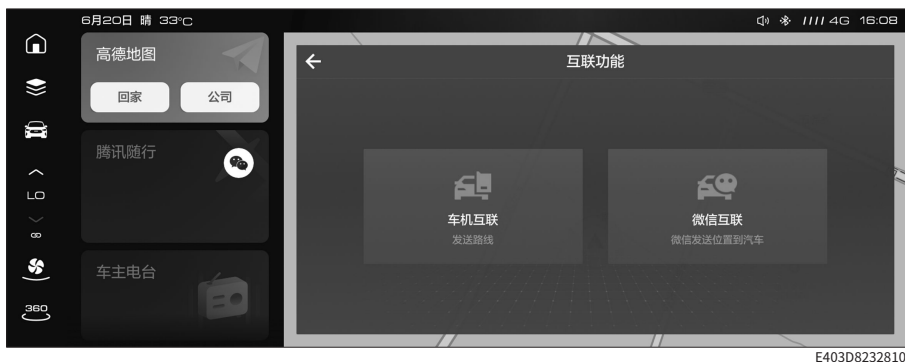 6月20日 晴 33°C
4G 16:08
高德地图
回家
公司
腾讯随行
LO
车主电台
360
互联功能
车机互联
发送路线
微信互联
微信发送位置到汽车
E403D8232810